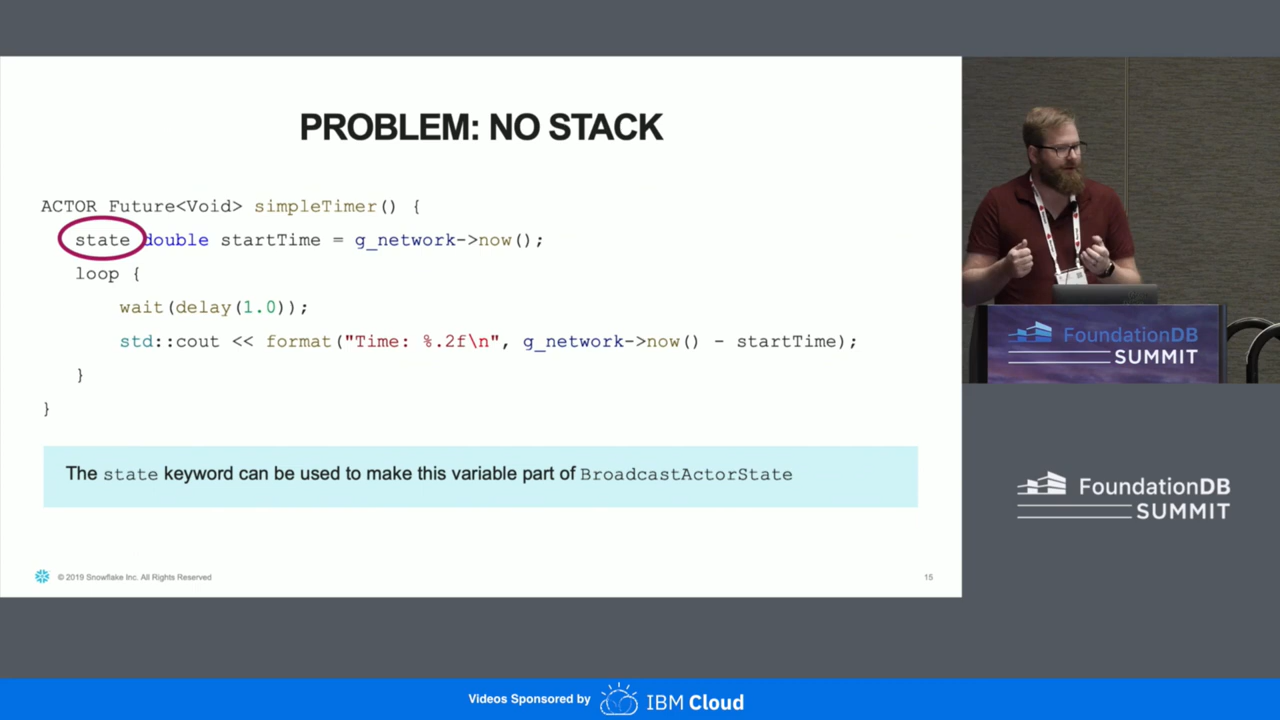 PROBLEM: NO STACK
ACTOR Future<Void> simpleTimer() {
state double startTime = g_network->now();
loop {
wait(delay(1.0));
std::cout << format("Time: %.2f\n", g_network->now() - startTime);
}
}
The state keyword can be used to make this variable part of BroadcastActorState
© 2019 Snowflake Inc. All Rights Reserved
15
FoundationDB
SUMMIT
FoundationDB
SUMMIT
Videos Sponsored by IBM Cloud